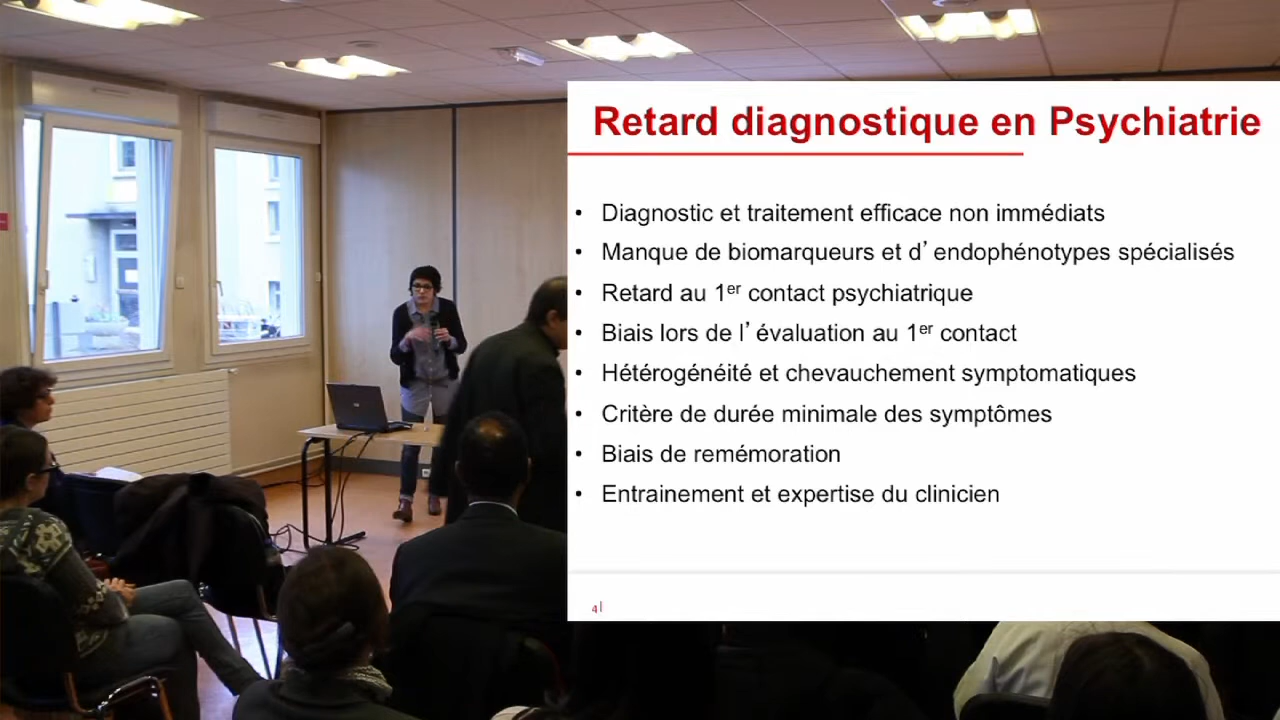 Retard diagnostique en Psychiatrie
• Diagnostic et traitement efficace non immédiats
• Manque de biomarqueurs et d’ endophénotypes spécialisés
• Retard au 1er contact psychiatrique
• Biais lors de l’ évaluation au 1er contact
• Hétérogénéité et chevauchement symptomatiques
• Critère de durée minimale des symptômes
• Biais de remémoration
• Entrainement et expertise du clinicien
4